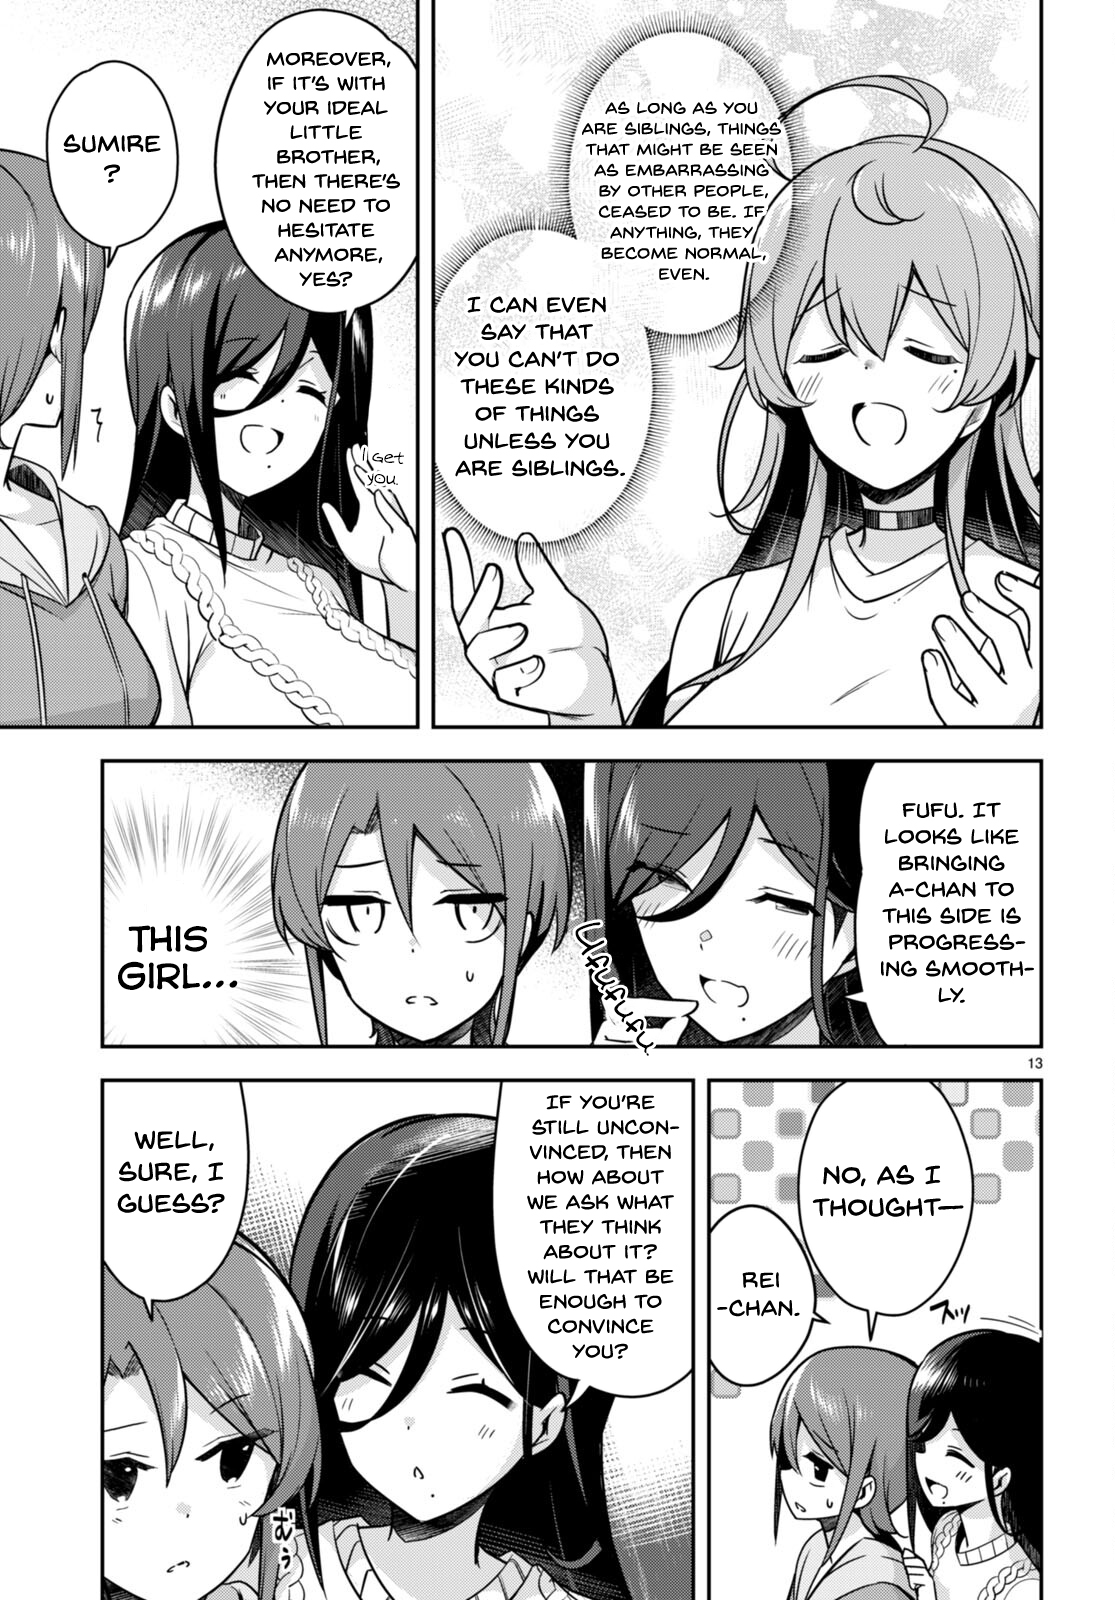 AS LONG AS YOU
ARE SIBLINGS, THINGS
THAT MIGHT BE SEEN
AS EMBARRASSING
BY OTHER PEOPLE,
CEASED TO BE. IF
ANYTHING, THEY
BECOME NORMAL,
EVEN.
I CAN EVEN
SAY THAT
YOU CAN'T DO
THESE KINDS
OF THINGS
UNLESS YOU
ARE SIBLINGS.
MOREOVER,
IF IT'S WITH
YOUR IDEAL
LITTLE
BROTHER,
THEN THERE'S
NO NEED TO
HESITATE
ANYMORE,
YES?
I Get
you.
SUMIRE
?
FUFU. IT
LOOKS LIKE
BRINGING
A-CHAN TO
THIS SIDE IS
PROGRESS-
ING SMOOTH-
LY.
Ufufufufu
THIS
GIRL...
13
NO, AS I
THOUGHT—
REI
-CHAN.
ズッ
IF YOU'RE
STILL UNCON-
VINCED, THEN
HOW ABOUT
WE ASK WHAT
THEY THINK
ABOUT IT?
WILL THAT BE
ENOUGH TO
CONVINCE
YOU?
WELL,
SURE, I
GUESS?
むぅ